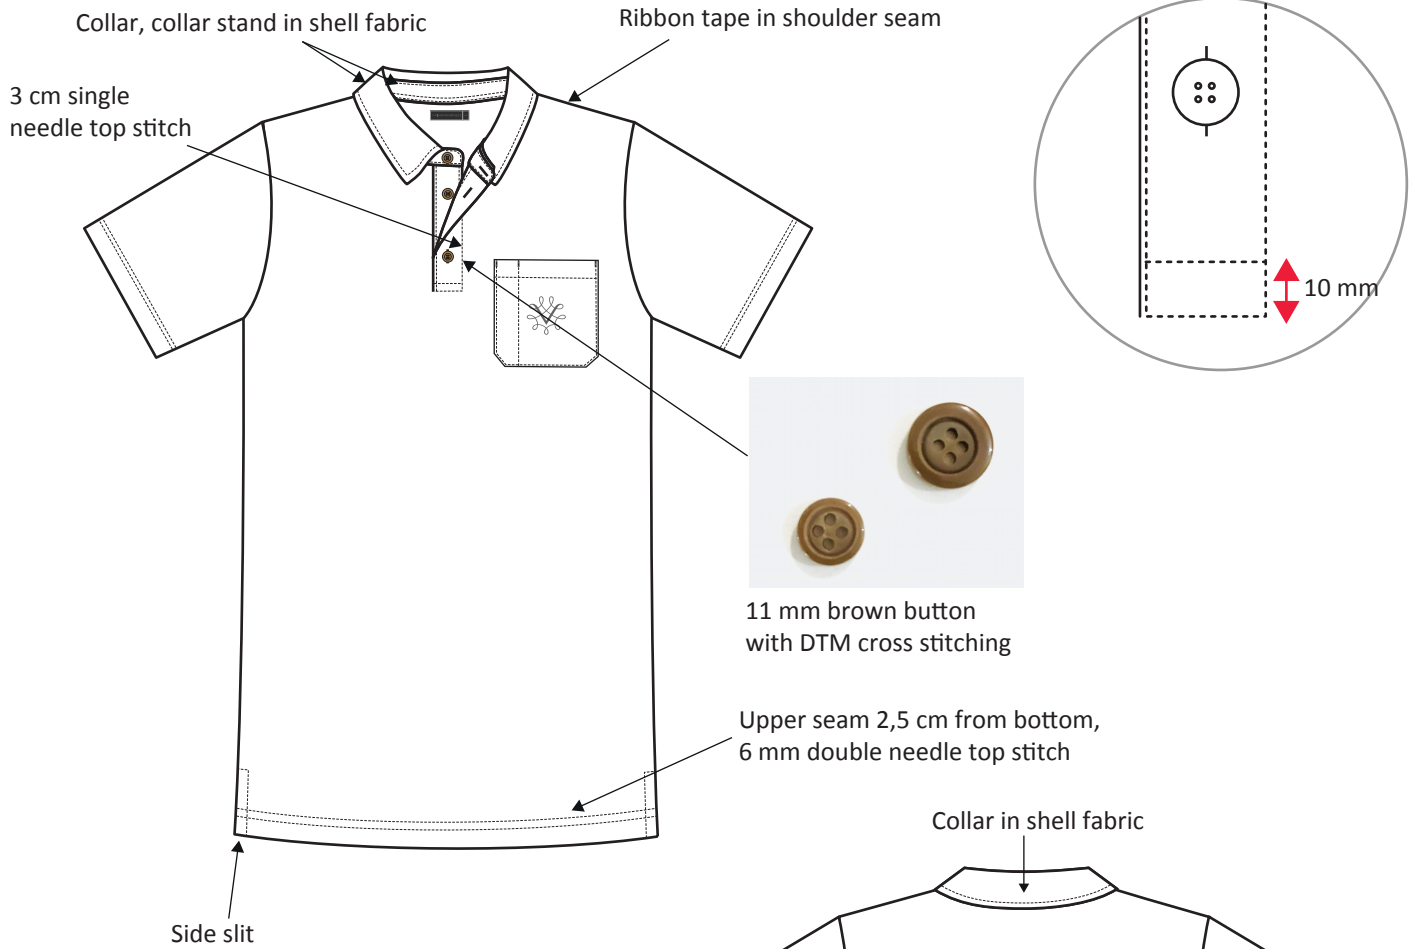 Collar, collar stand in shell fabric
Ribbon tape in shoulder seam
3 cm single
needle top stitch
10 mm
11 mm brown button
with DTM cross stitching
Upper seam 2,5 cm from bottom,
6 mm double needle top stitch
Collar in shell fabric
Side slit